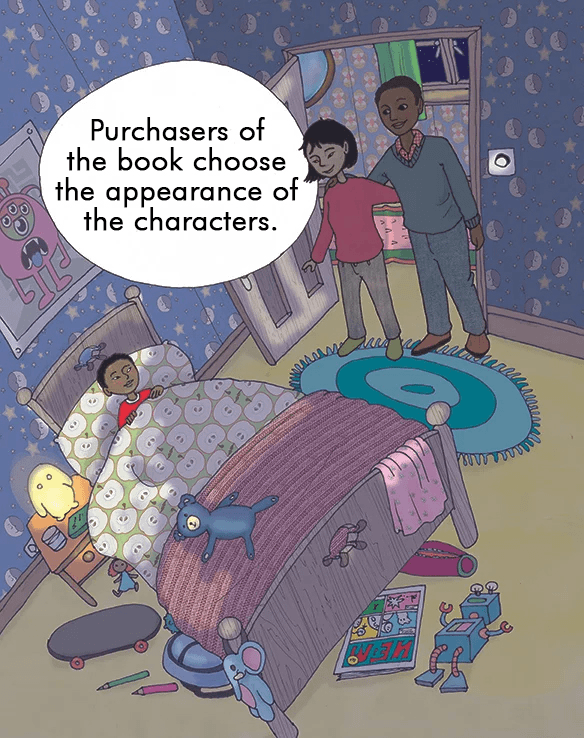 Purchasers of
the book choose
the appearance of
the characters.